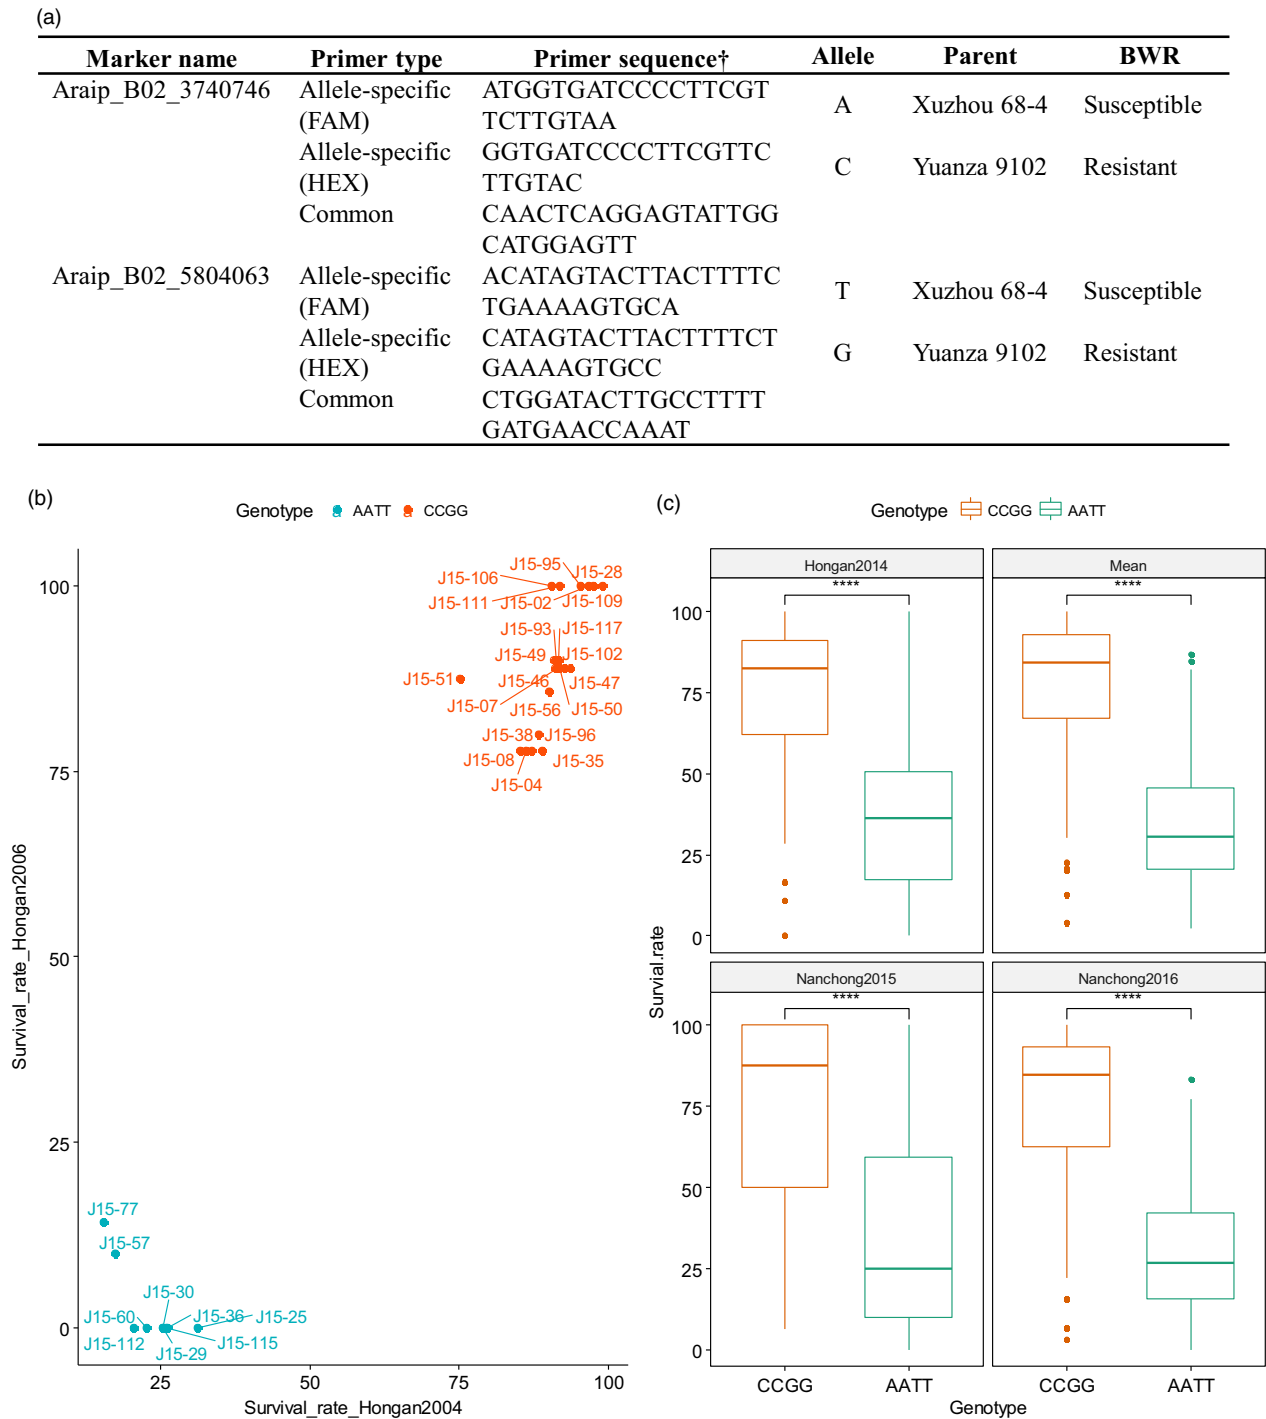 (a)
Marker name Primer type Primer sequence† Allele Parent BWR
Araip_B02_3740746 Allele-specific ATGGTGATCCCCTTCGT
(FAM) TCTTGTAA A Xuzhou 68-4 Susceptible
Allele-specific GGTGATCCCCTTCGTTC
(HEX) TTGTAC C Yuanza 9102 Resistant
Common CAACTCAGGAGTATTGG
CATGGAGTT
Araip_B02_5804063 Allele-specific ACATAGTACTTACTTTTC
(FAM) TGAAAAGTGCA T Xuzhou 68-4 Susceptible
Allele-specific CATAGTACTTACTTTTCT
(HEX) GAAAAGTGCC G Yuanza 9102 Resistant
Common CTGGATACTTGCCTTTT
GATGAACCAAAT
(b)
Genotype AATT CCGG
100
75
50
25
0
Survival_rate_Hongan2006
J15-95
J15-106 J15-28
J15-111 J15-02 J15-109
J15-93 J15-117
J15-49 J15-102
J15-51 J15-46 J15-47
J15-07 J15-56 J15-50
J15-38 J15-96
J15-08 J15-35
J15-04
J15-77
J15-57
J15-30
J15-60 J15-36 J15-25
J15-112 J15-29 J15-115
25 50 75 100
Survival_rate_Hongan2004
(c)
Genotype CCGG AATT
Hongan2014 Mean
**** ****
100
75
50
25
0
Survial.rate
Nanchong2015 Nanchong2016
**** ****
100
75
50
25
0
CCGG AATT CCGG AATT
Genotype